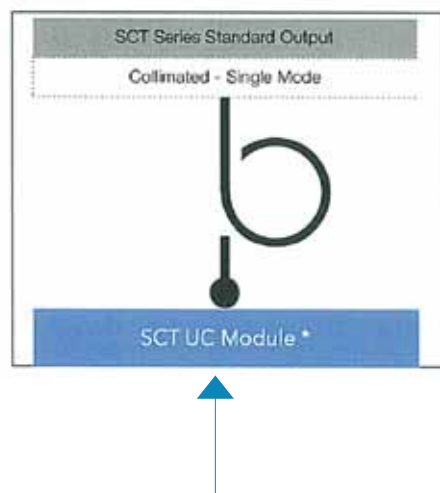 SCT Series Standard Output
Collimated - Single Mode
SCT UC Module *